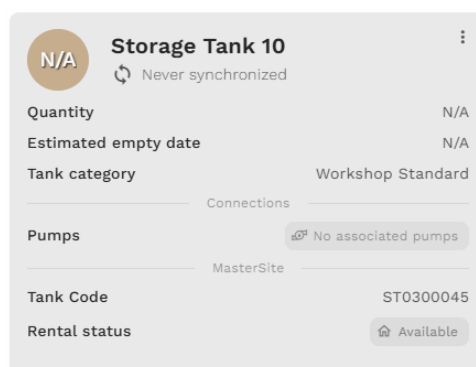 N/A
Storage Tank 10
Never synchronized
Quantity N/A
Estimated empty date N/A
Tank category Workshop Standard
Connections
Pumps No associated pumps
MasterSite
Tank Code ST0300045
Rental status Available